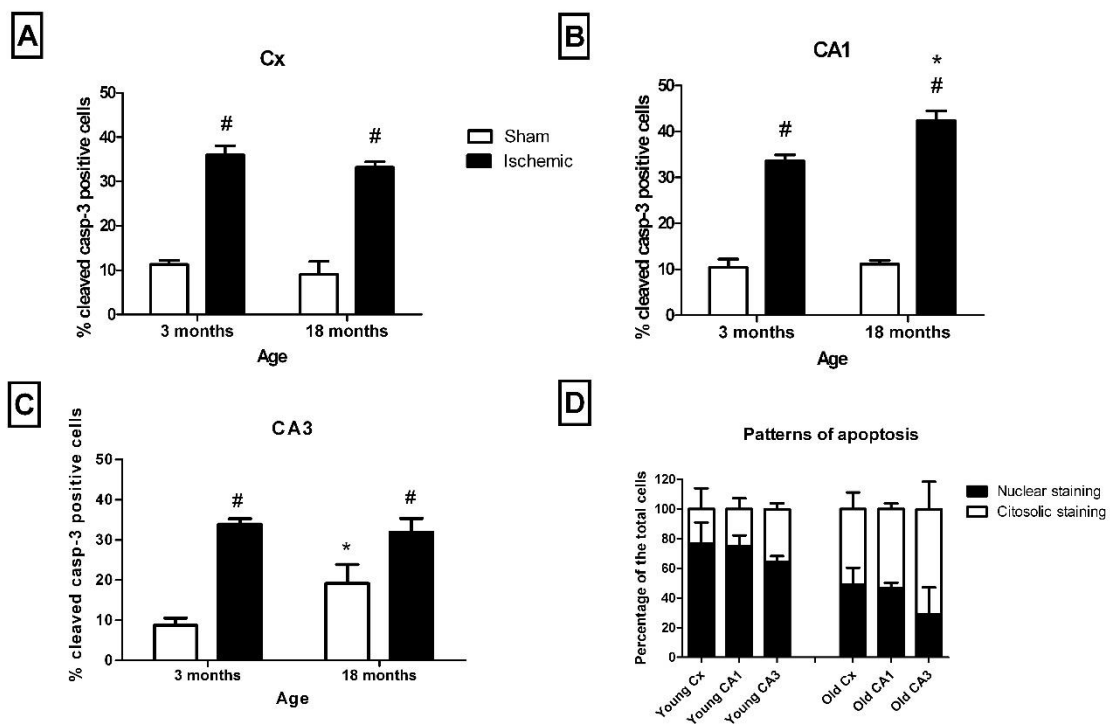 A
Cx
% cleaved casp-3 positive cells
50
40
30
20
10
0
#
#
3 months
18 months
Age
Sham
Ischemic
B
CA1
% cleaved casp-3 positive cells
50
40
30
20
10
0
#
*
#
3 months
18 months
Age
C
CA3
% cleaved casp-3 positive cells
50
40
30
20
10
0
#
*
#
3 months
18 months
Age
D
Patterns of apoptosis
Percentage of the total cells
120
100
80
60
40
20
0
Young Cx
Young CA1
Young CA3
Old Cx
Old CA1
Old CA3
Nuclear staining
Citosolic staining